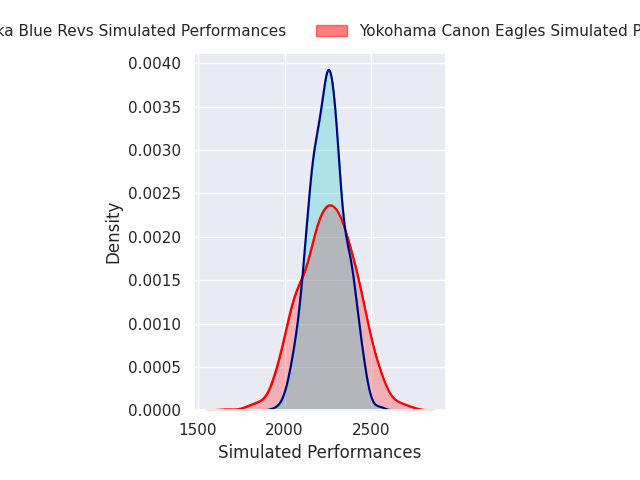 Blue Revs Simulated Performances
Yokohama Canon Eagles Simulated
0.0040
0.0035
0.0030
0.0025
0.0020
0.0015
0.0010
0.0005
0.0000
Density
1500 2000 2500
Simulated Performances